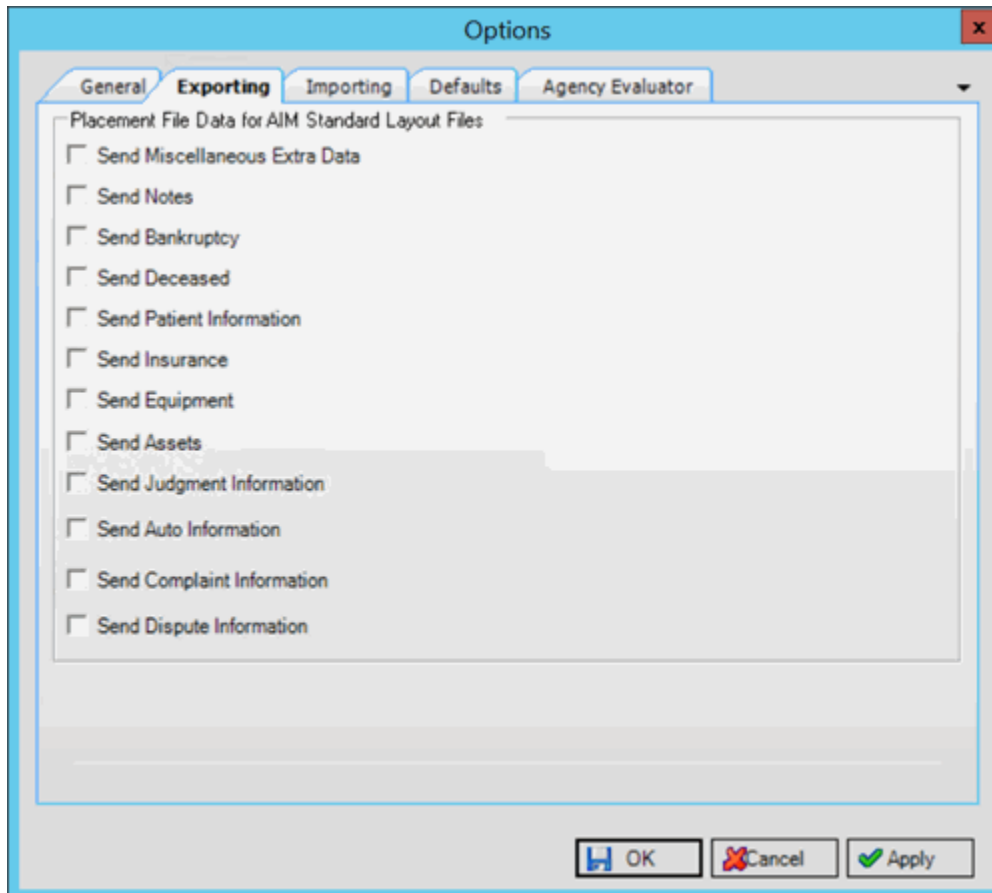 Options
x
General Exporting Importing Defaults Agency Evaluator
Placement File Data for AIM Standard Layout Files
Send Miscellaneous Extra Data
Send Notes
Send Bankruptcy
Send Deceased
Send Patient Information
Send Insurance
Send Equipment
Send Assets
Send Judgment Information
Send Auto Information
Send Complaint Information
Send Dispute Information
OK Cancel Apply